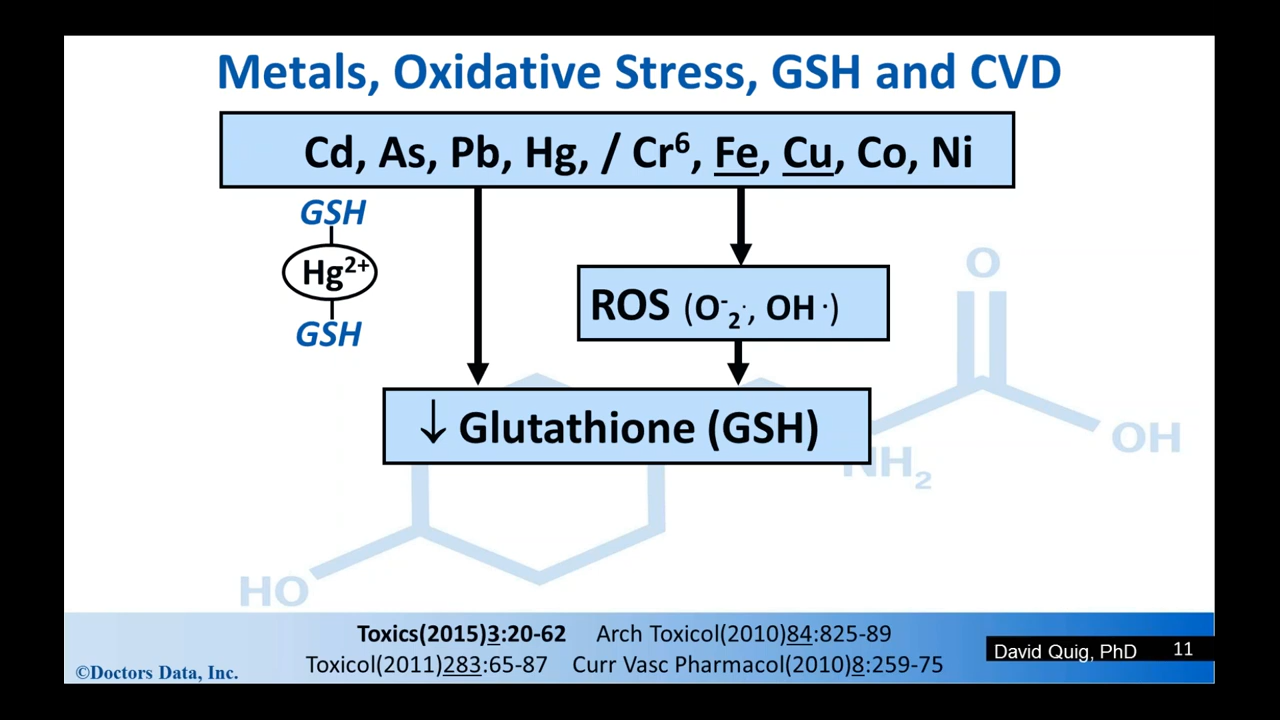 Metals, Oxidative Stress, GSH and CVD
Cd, As, Pb, Hg, / Cr⁶, Fe, Cu, Co, Ni
GSH
Hg²⁺
GSH
ROS (O⁻₂·, OH·)
↓ Glutathione (GSH)
O
OH
NH₂
HO
Toxics(2015)3:20-62 Arch Toxicol(2010)84:825-89
Toxicol(2011)283:65-87 Curr Vasc Pharmacol(2010)8:259-75
©Doctors Data, Inc.
David Quig, PhD 11